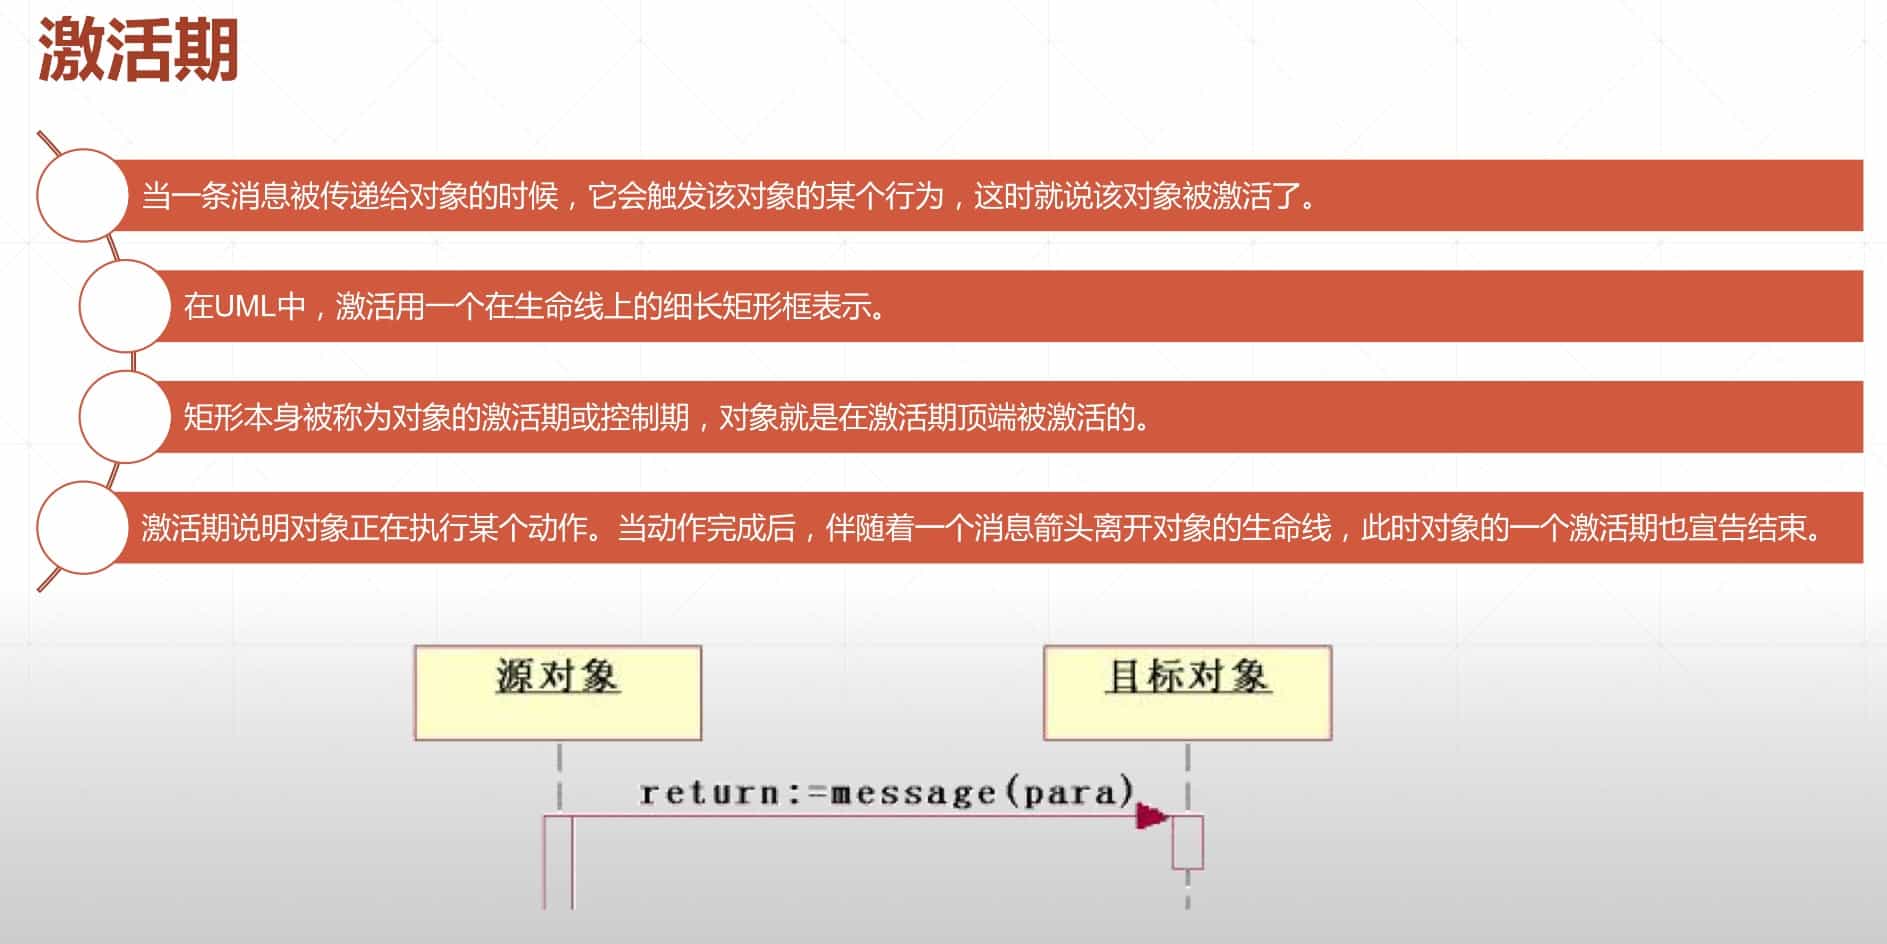 激活期
当一条消息被传递给对象的时候，它会触发该对象的某个行为，这时就说该对象被激活了。
在UML中，激活用一个在生命线上的细长矩形框表示。
矩形本身被称为对象的激活期或控制期，对象就是在激活期顶端被激活的。
激活期说明对象正在执行某个动作。当动作完成后，伴随着一个消息箭头离开对象的生命线，此时对象的一个激活期也宣告结束。
源对象
目标对象
return:=message(para)